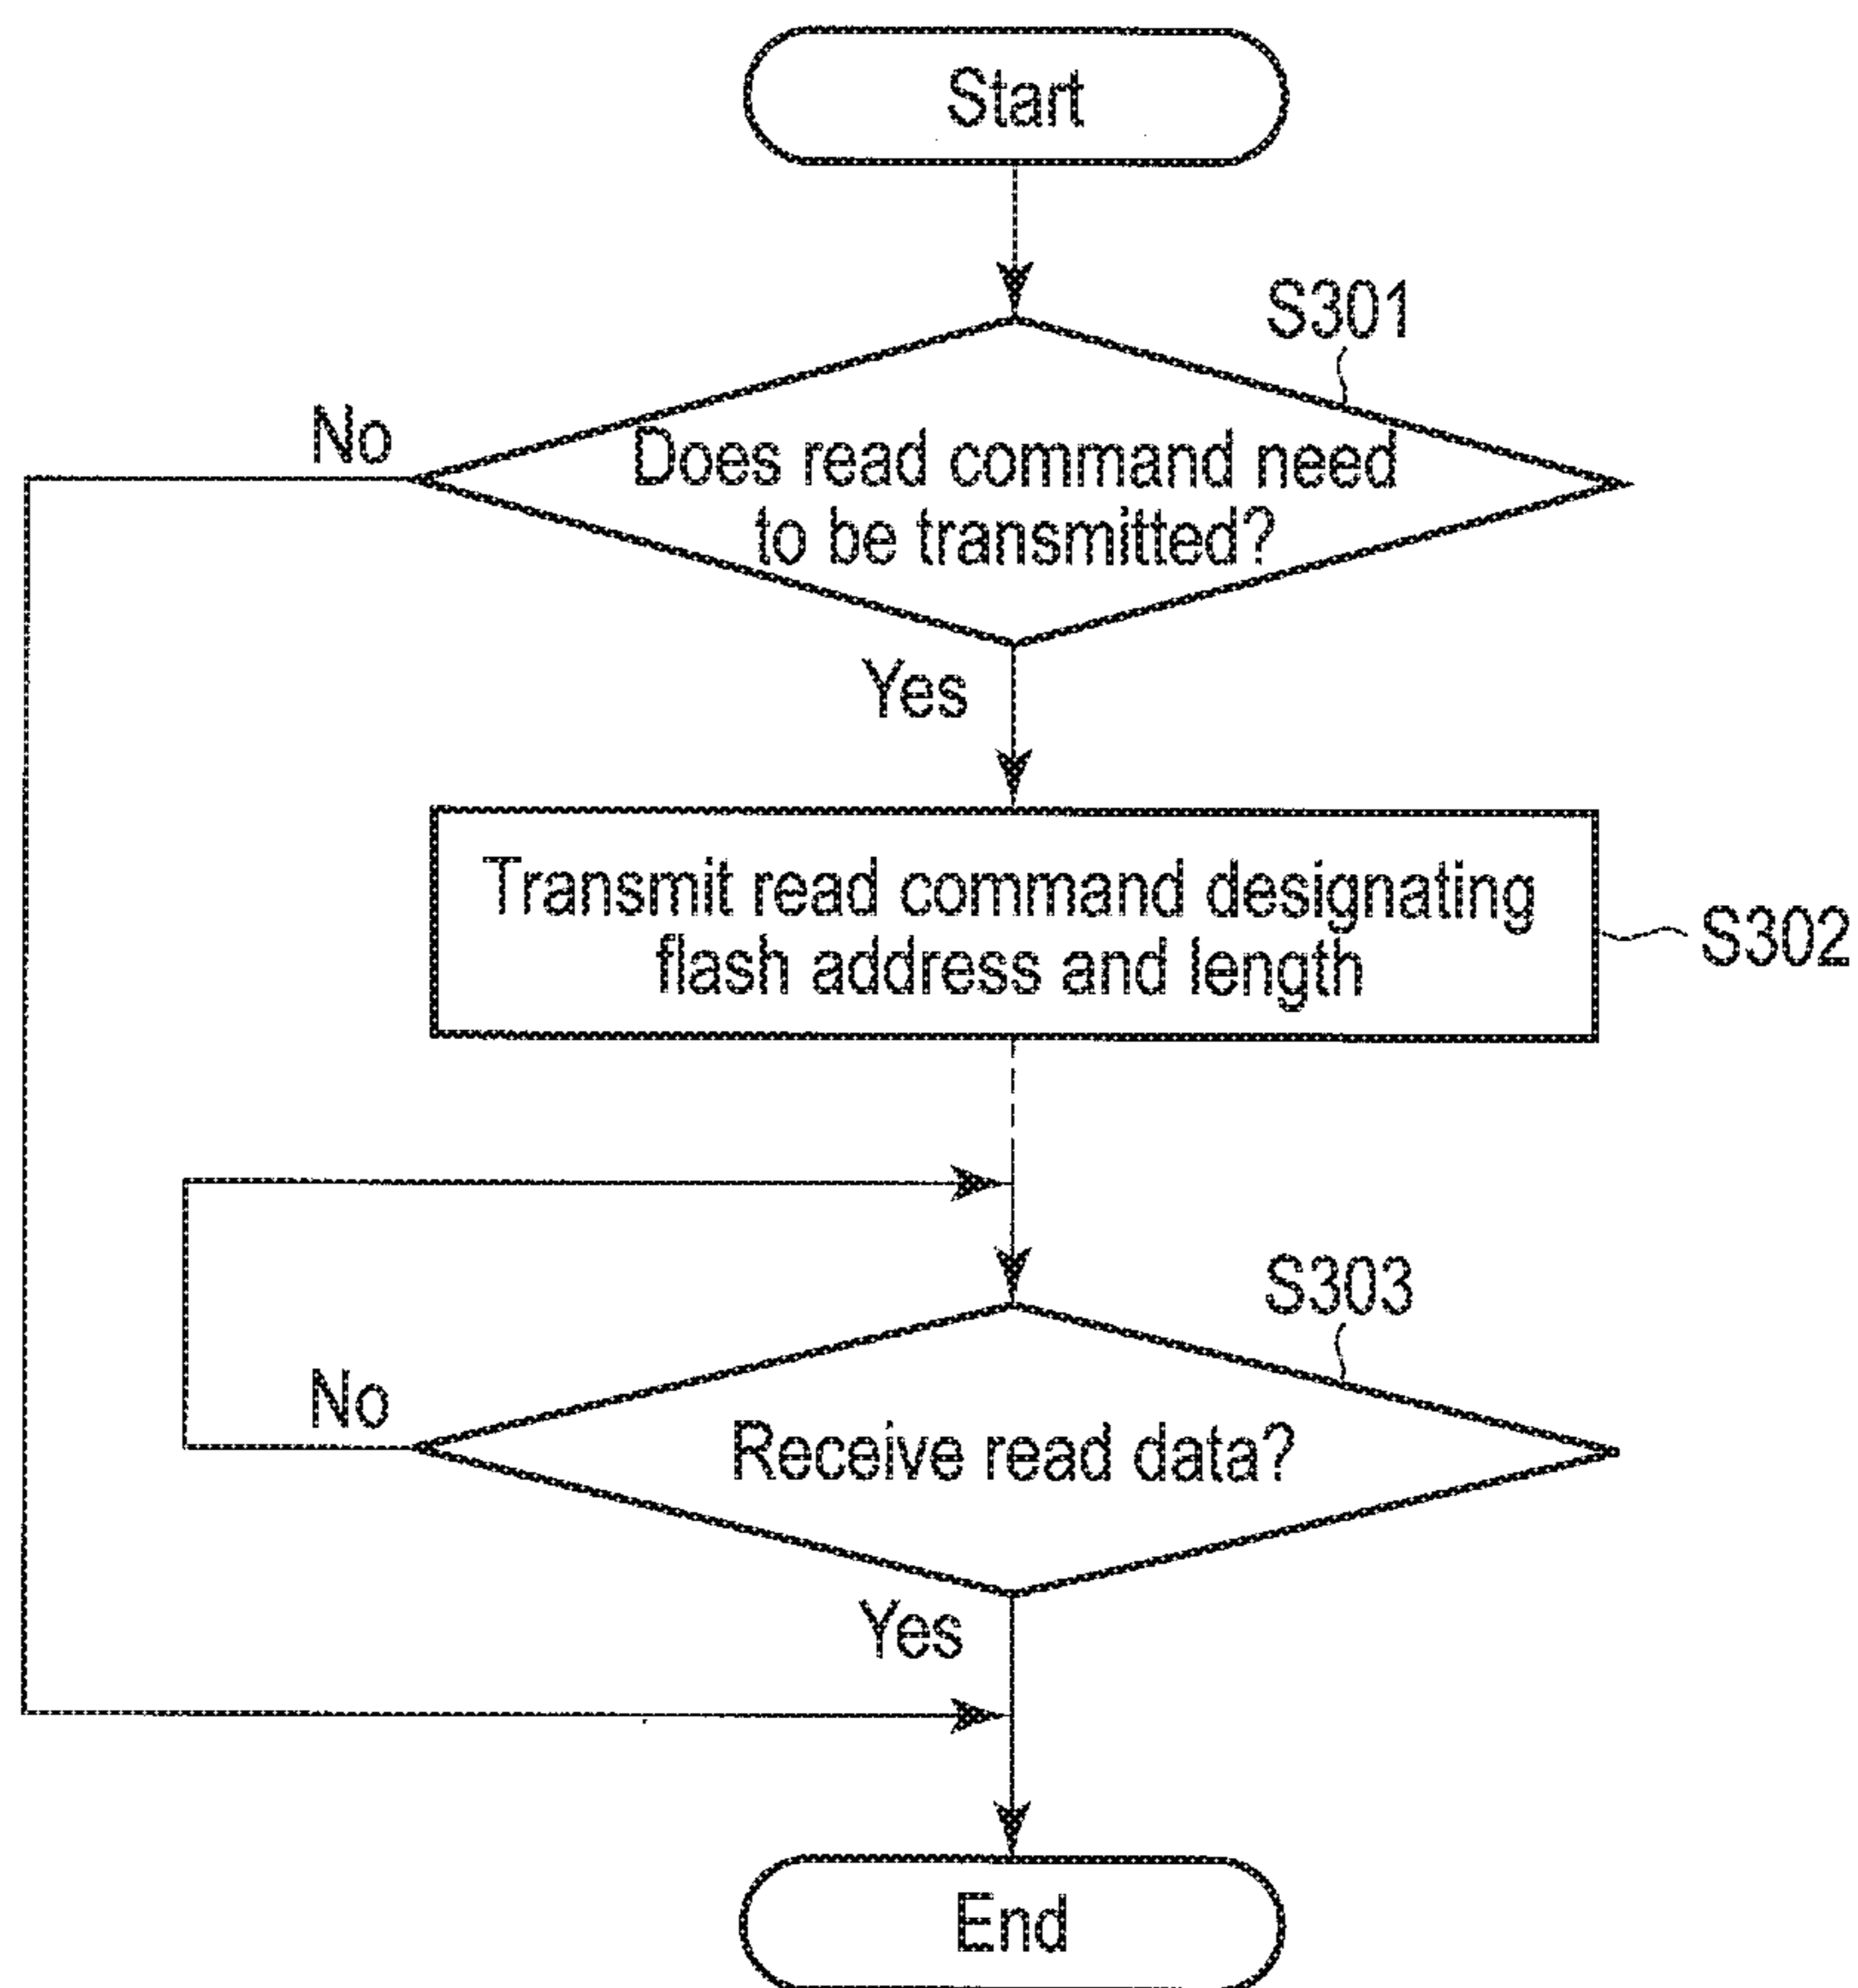 Start
S301
No
Does read command need
to be transmitted?
Yes
Transmit read command designating
flash address and length
S302
S303
No
Receive read data?
Yes
End